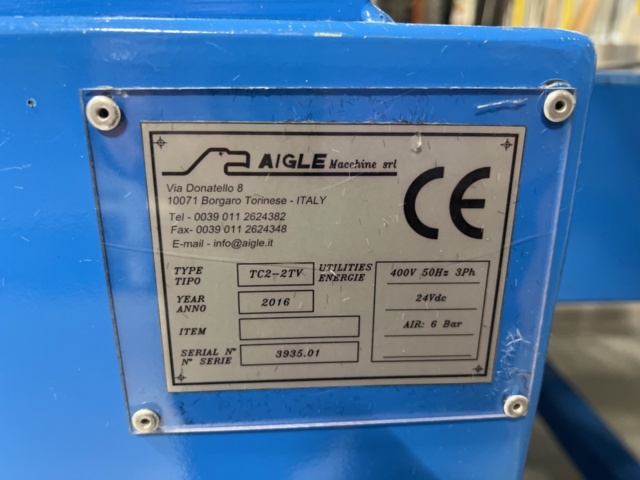 AIGLE Macchine srl
CE
Via Donatello 8
10071 Borgaro Torinese - ITALY
Tel - 0039 011 2624382
Fax- 0039 011 2624348
E-mail - info@aigle.it
TYPE TC2-2TV UTILITIES 400V 50Hz 3Ph
TIPO ENERGIE
YEAR 2016 24Vdc
ANNO
ITEM AIR: 6 Bar
SERIAL N° 3935.01
N° SERIE